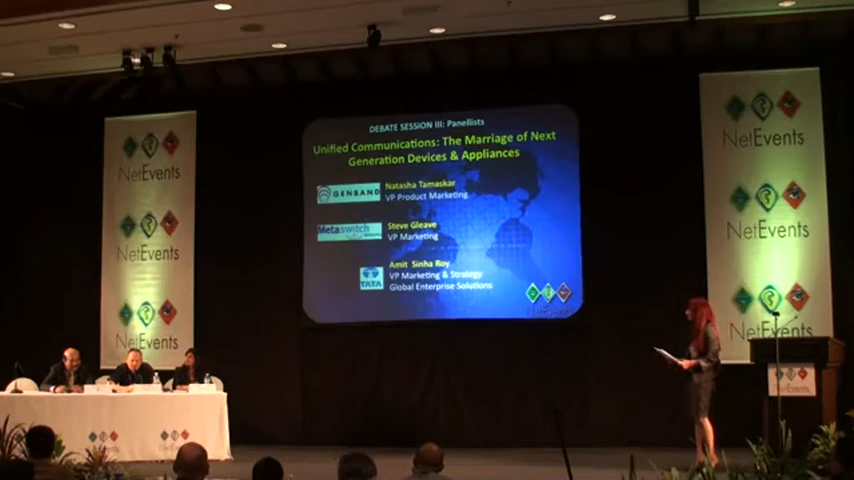 DEBATE SESSION III: Panellists
Unified Communications: The Marriage of Next
Generation Devices & Appliances
GENBAND
Natasha Tamaskar
VP Product Marketing
Metaswitch
Steve Gleave
VP Marketing
TATA
Amit Sinha Roy
VP Marketing & Strategy
Global Enterprise Solutions
NetEvents
NetEvents
NetEvents
NetEvents
NetEvents
NetEvents
NetEvents
NetEvents
NetEvents